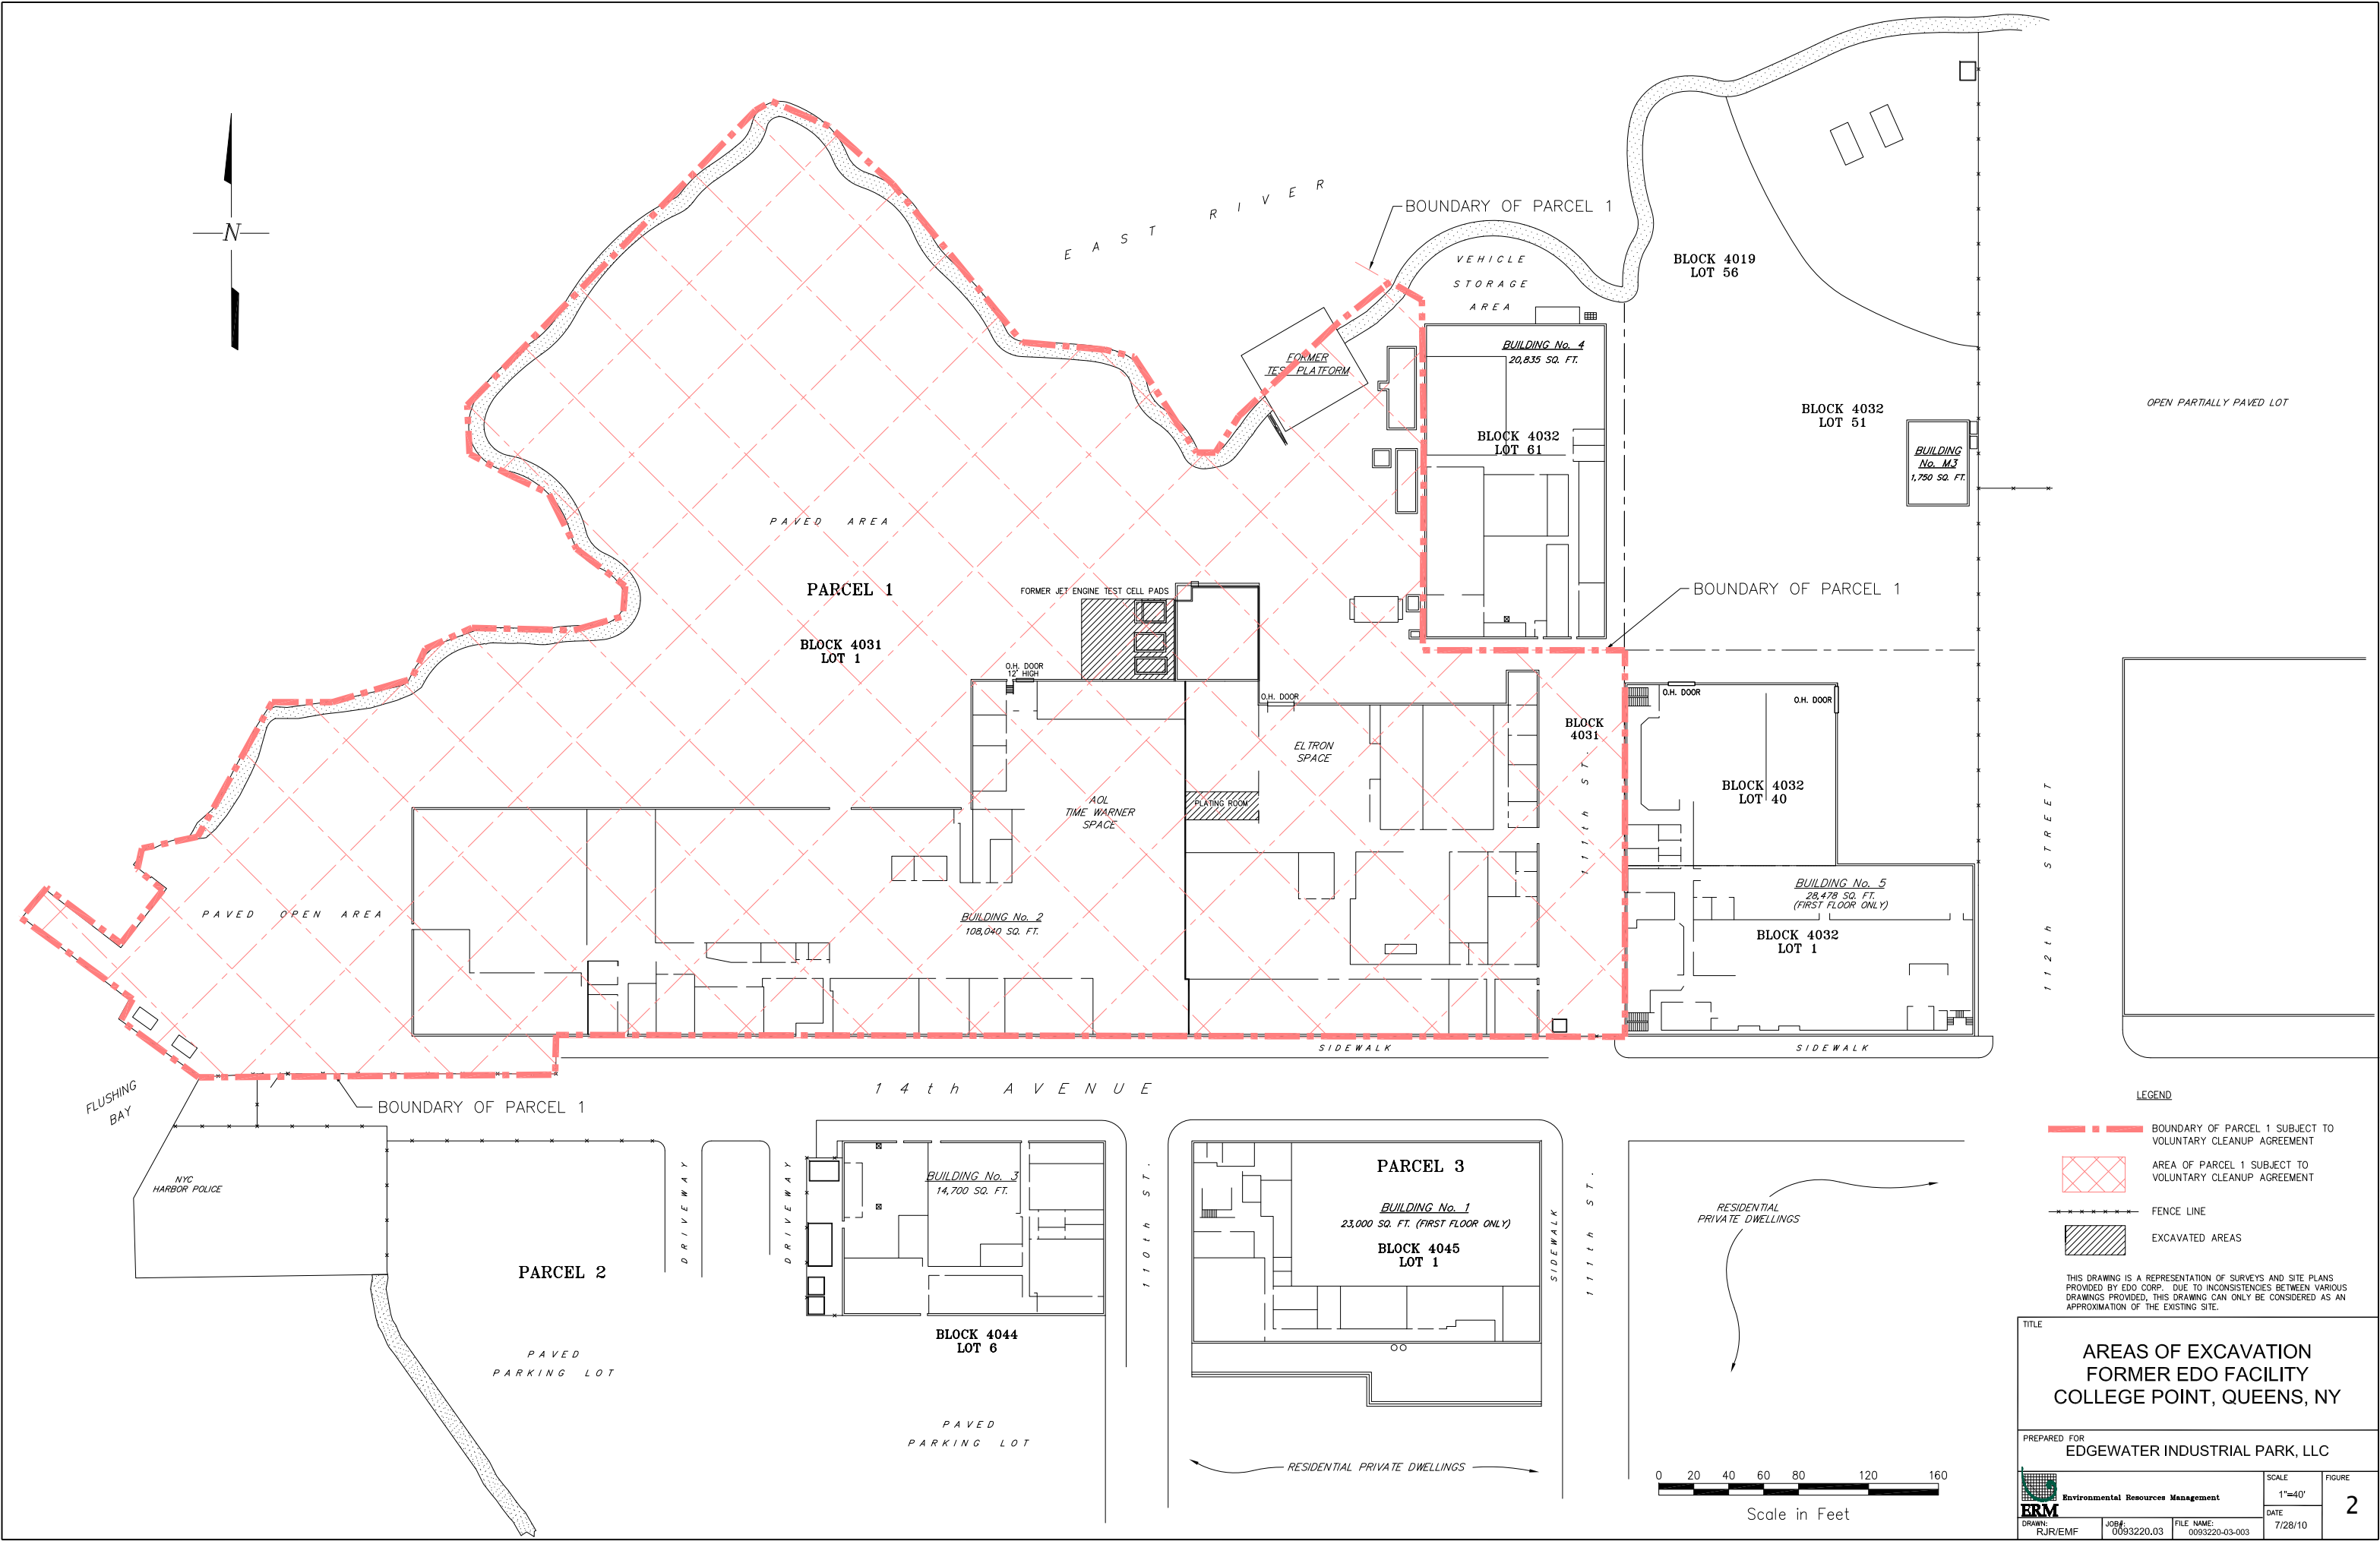 N
EAST RIVER
BOUNDARY OF PARCEL 1
VEHICLE
STORAGE
AREA
BLOCK 4019
LOT 56
FORMER
TEST PLATFORM
BUILDING No. 4
20,835 SQ. FT.
BLOCK 4032
LOT 61
BLOCK 4032
LOT 51
OPEN PARTIALLY PAVED LOT
BUILDING
No. M3
1,750 SQ. FT.
PAVED AREA
PARCEL 1
FORMER JET ENGINE TEST CELL PADS
BOUNDARY OF PARCEL 1
BLOCK 4031
LOT 1
O.H. DOOR
12' HIGH
O.H. DOOR
O.H. DOOR
O.H. DOOR
BLOCK
4031
ELTRON
SPACE
111th ST.
BLOCK 4032
LOT 40
AOL
TIME WARNER
SPACE
PLATING ROOM
112th STREET
BUILDING No. 5
28,478 SQ. FT.
(FIRST FLOOR ONLY)
PAVED OPEN AREA
BUILDING No. 2
108,040 SQ. FT.
BLOCK 4032
LOT 1
SIDEWALK
SIDEWALK
14th AVENUE
FLUSHING
BAY
BOUNDARY OF PARCEL 1
NYC
HARBOR POLICE
DRIVEWAY
DRIVEWAY
BUILDING No. 3
14,700 SQ. FT.
110th ST.
PARCEL 3
BUILDING No. 1
23,000 SQ. FT. (FIRST FLOOR ONLY)
BLOCK 4045
LOT 1
SIDEWALK
111th ST.
RESIDENTIAL
PRIVATE DWELLINGS
PARCEL 2
BLOCK 4044
LOT 6
PAVED
PARKING LOT
PAVED
PARKING LOT
RESIDENTIAL PRIVATE DWELLINGS
0 20 40 60 80 120 160
Scale in Feet
LEGEND
BOUNDARY OF PARCEL 1 SUBJECT TO
VOLUNTARY CLEANUP AGREEMENT
AREA OF PARCEL 1 SUBJECT TO
VOLUNTARY CLEANUP AGREEMENT
FENCE LINE
EXCAVATED AREAS
THIS DRAWING IS A REPRESENTATION OF SURVEYS AND SITE PLANS
PROVIDED BY EDO CORP. DUE TO INCONSISTENCIES BETWEEN VARIOUS
DRAWINGS PROVIDED, THIS DRAWING CAN ONLY BE CONSIDERED AS AN
APPROXIMATION OF THE EXISTING SITE.
TITLE
AREAS OF EXCAVATION
FORMER EDO FACILITY
COLLEGE POINT, QUEENS, NY
PREPARED FOR
EDGEWATER INDUSTRIAL PARK, LLC
ERM
Environmental Resources Management
SCALE
1"=40'
FIGURE
2
DATE
7/28/10
DRAWN:
RJR/EMF
JOB#:
0093220.03
FILE NAME:
0093220-03-003